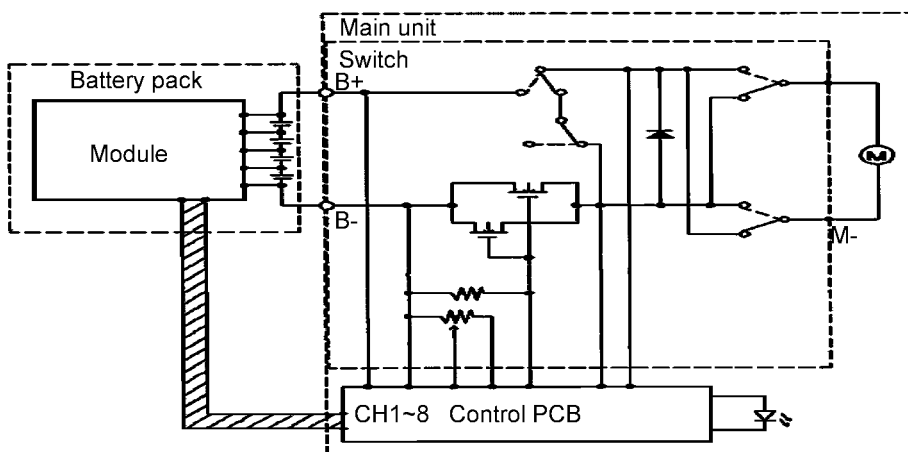 Main unit
Switch
Battery pack
B+
Module
M
B-
M-
CH1~8 Control PCB